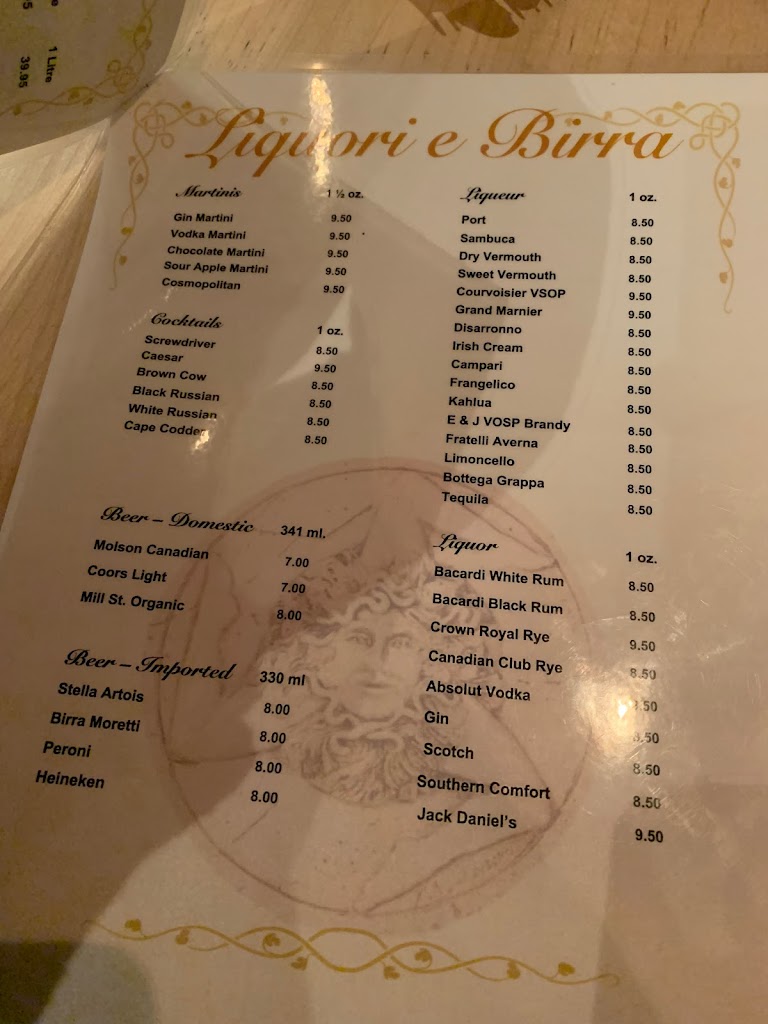 1 Litre
39.95
Liquori e Birra
Martinis 1 ½ oz.
Gin Martini 9.50
Vodka Martini 9.50
Chocolate Martini 9.50
Sour Apple Martini 9.50
Cosmopolitan 9.50
Cocktails 1 oz.
Screwdriver 8.50
Caesar 9.50
Brown Cow 8.50
Black Russian 8.50
White Russian 8.50
Cape Codder 8.50
Beer – Domestic 341 ml.
Molson Canadian 7.00
Coors Light 7.00
Mill St. Organic 8.00
Beer – Imported 330 ml
Stella Artois 8.00
Birra Moretti 8.00
Peroni 8.00
Heineken 8.00
Liqueur 1 oz.
Port 8.50
Sambuca 8.50
Dry Vermouth 8.50
Sweet Vermouth 8.50
Courvoisier VSOP 9.50
Grand Marnier 9.50
Disarronno 8.50
Irish Cream 8.50
Campari 8.50
Frangelico 8.50
Kahlua 8.50
E & J VOSP Brandy 8.50
Fratelli Averna 8.50
Limoncello 8.50
Bottega Grappa 8.50
Tequila 8.50
Liquor 1 oz.
Bacardi White Rum 8.50
Bacardi Black Rum 8.50
Crown Royal Rye 9.50
Canadian Club Rye 8.50
Absolut Vodka
Gin
Scotch 8.50
Southern Comfort 8.50
Jack Daniel's 9.50